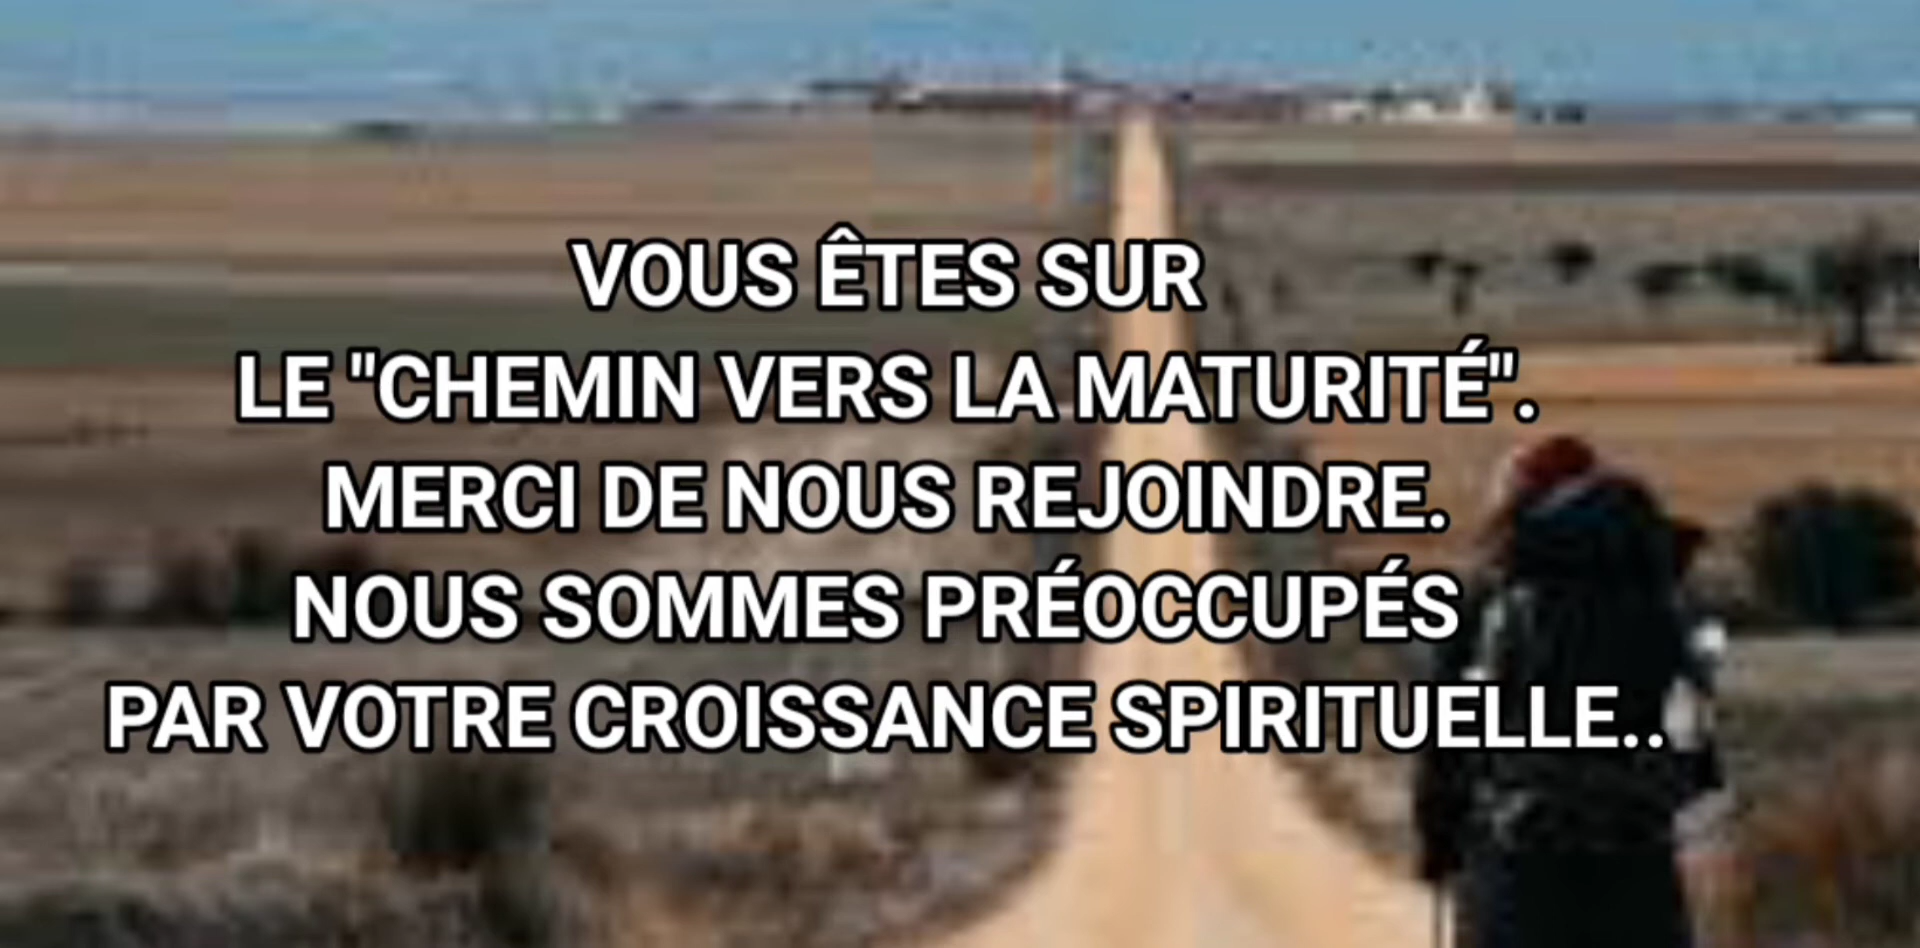 VOUS ÊTES SUR
LE "CHEMIN VERS LA MATURITÉ".
MERCI DE NOUS REJOINDRE.
NOUS SOMMES PRÉOCCUPÉS
PAR VOTRE CROISSANCE SPIRITUELLE..